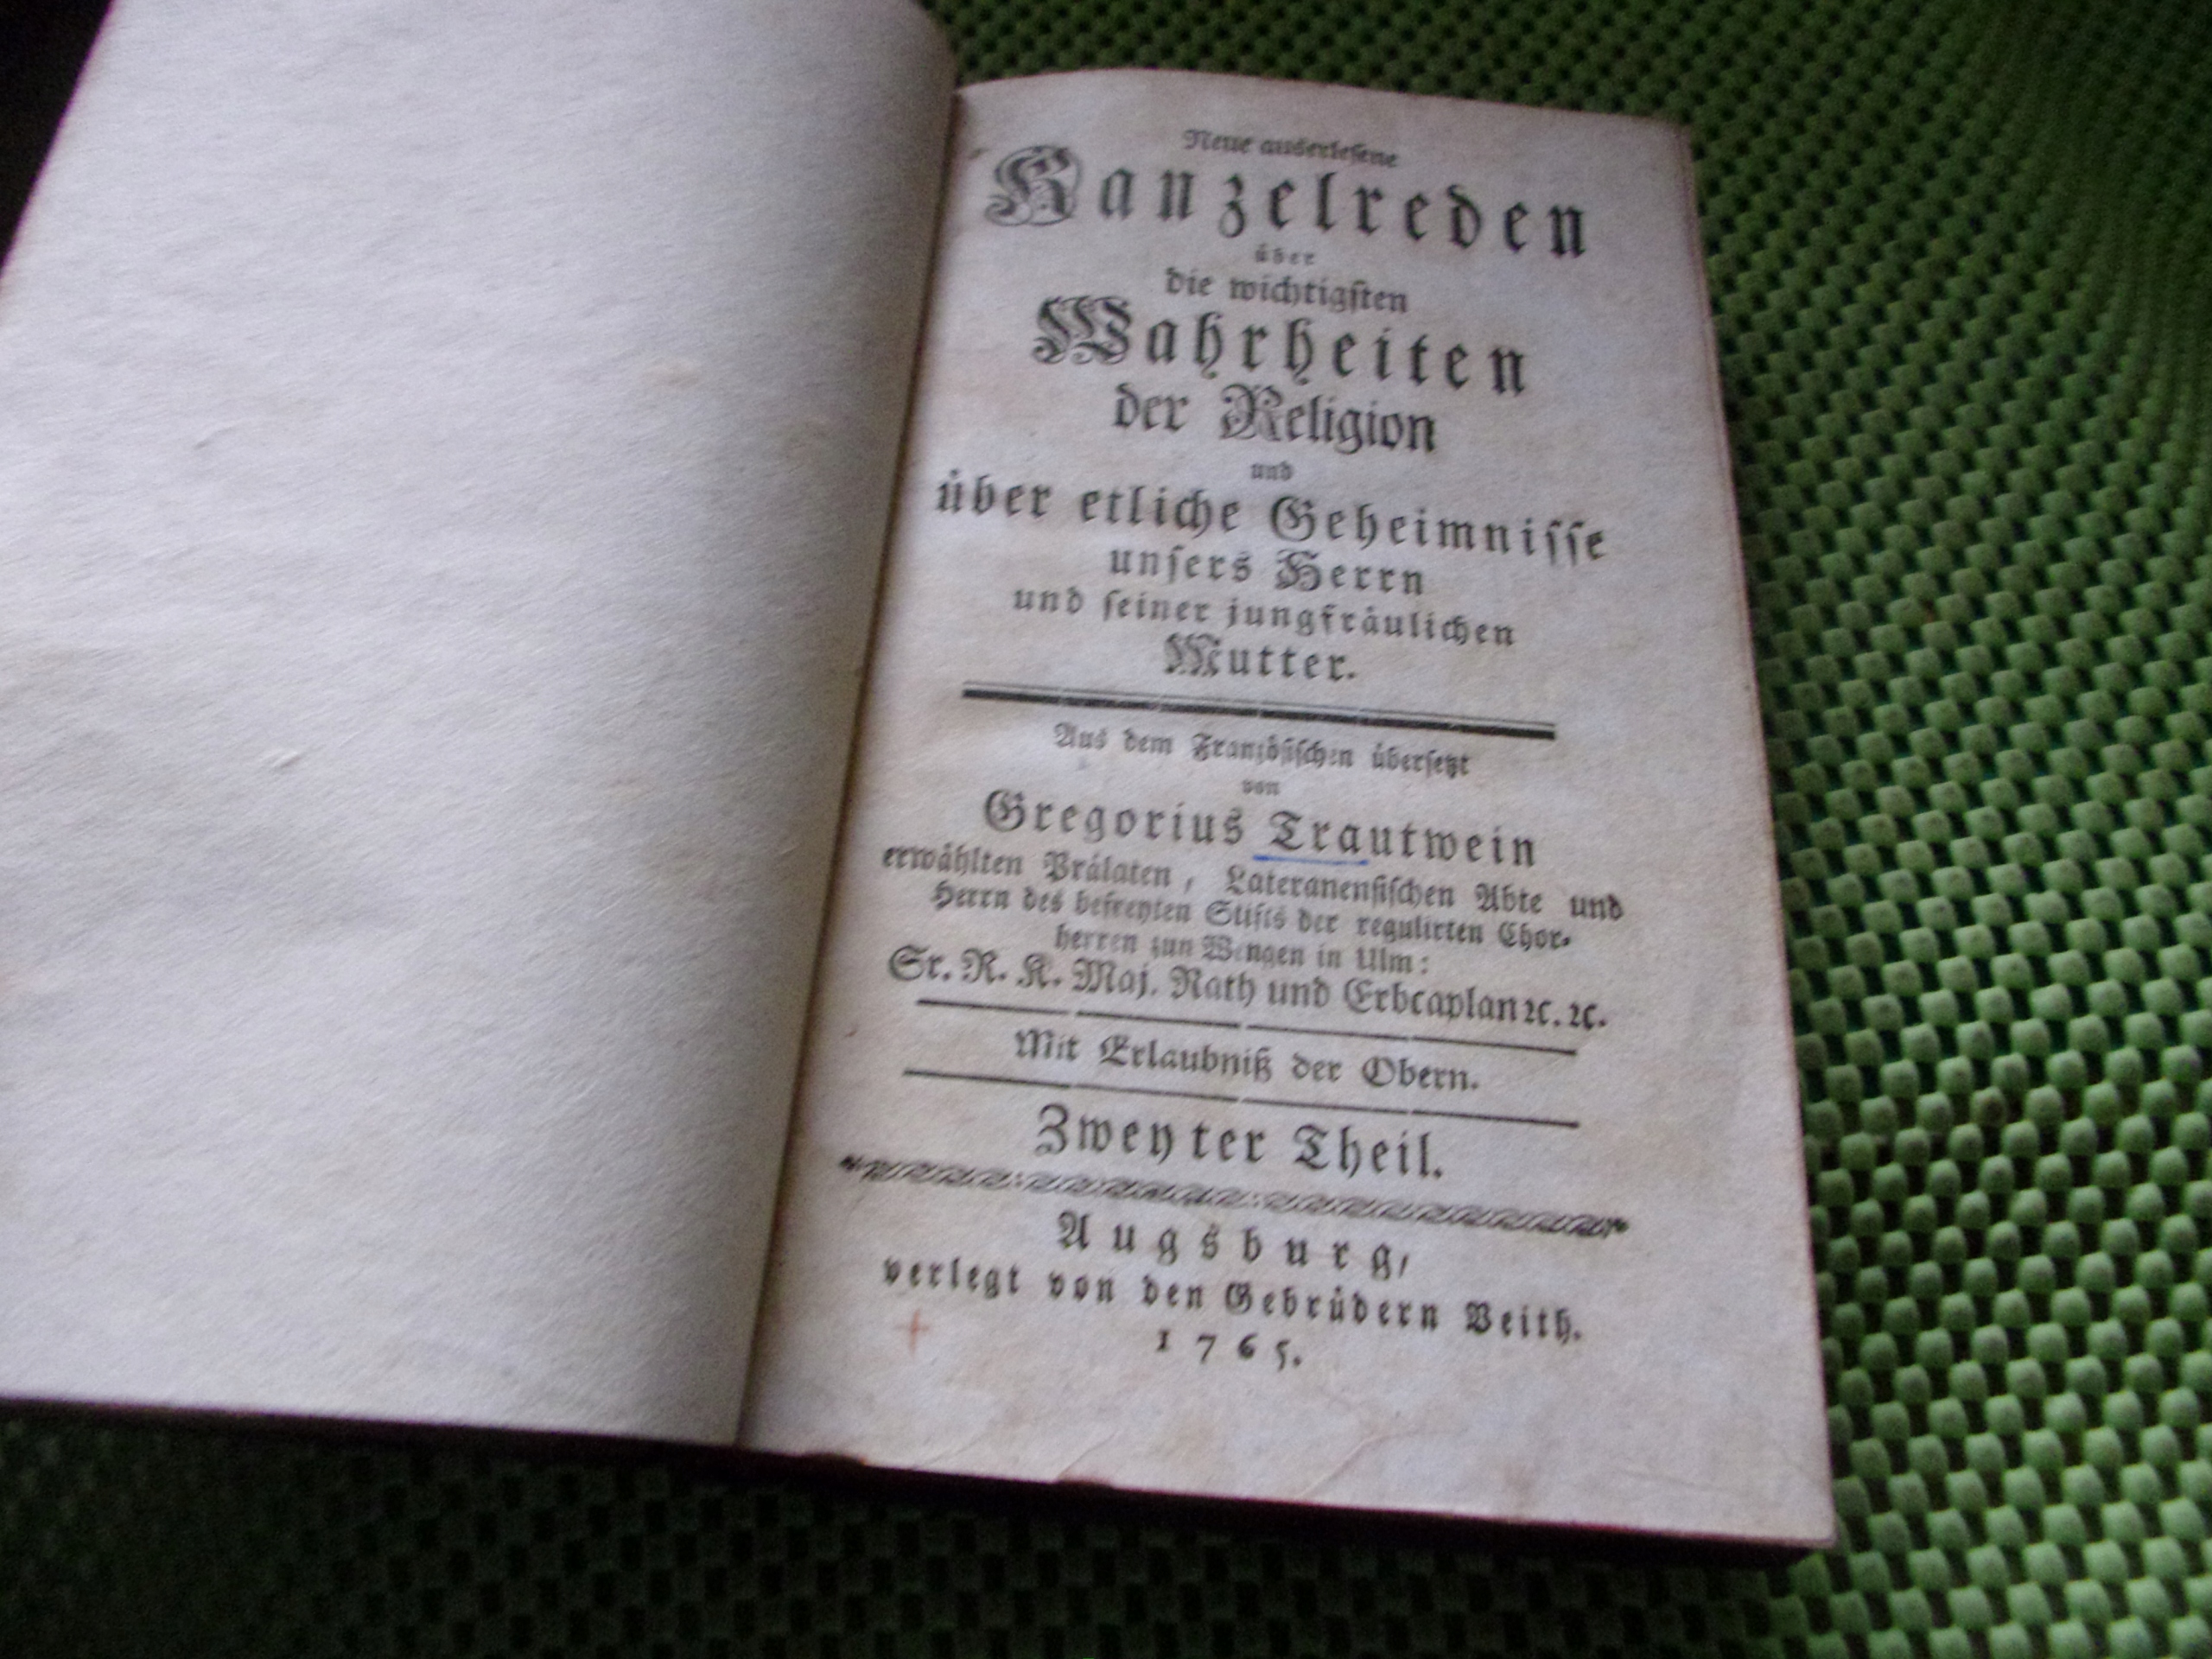 Neue auserlesene
Kanzelreden
über
die wichtigſten
Wahrheiten
der Religion
und
über etliche Geheimniſſe
unſers Herrn
und ſeiner jungfräulichen
Mutter.
Aus dem Franzöſiſchen überſetzt
von
Gregorius Trautwein
erwählten Prälaten, Lateranenſiſchen Abte und
Herrn des befreyten Stifts der regulirten Chor-
herren zun Wengen in Ulm:
Sr. R. K. Maj. Rath und Erbcaplan ꝛc. ꝛc.
Mit Erlaubniß der Obern.
Zweyter Theil.
Augsburg,
verlegt von den Gebrüdern Veith.
1765.